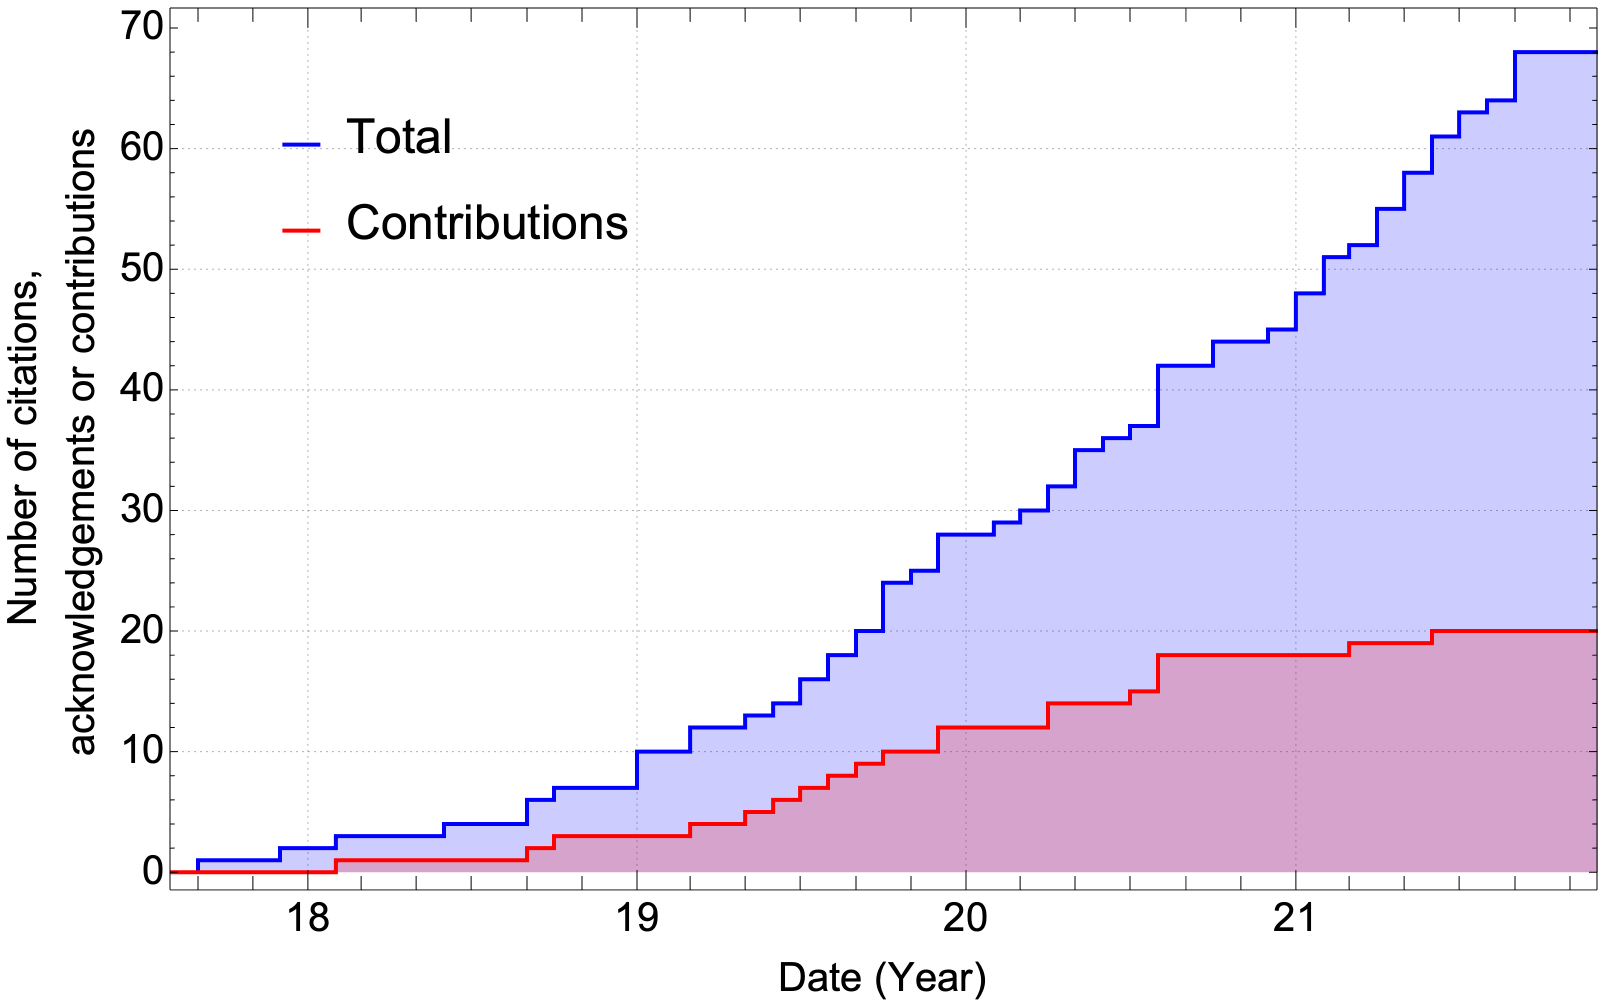 70
60
50
40
30
20
10
0
Number of citations,
acknowledgements or contributions
Total
Contributions
18 19 20 21
Date (Year)